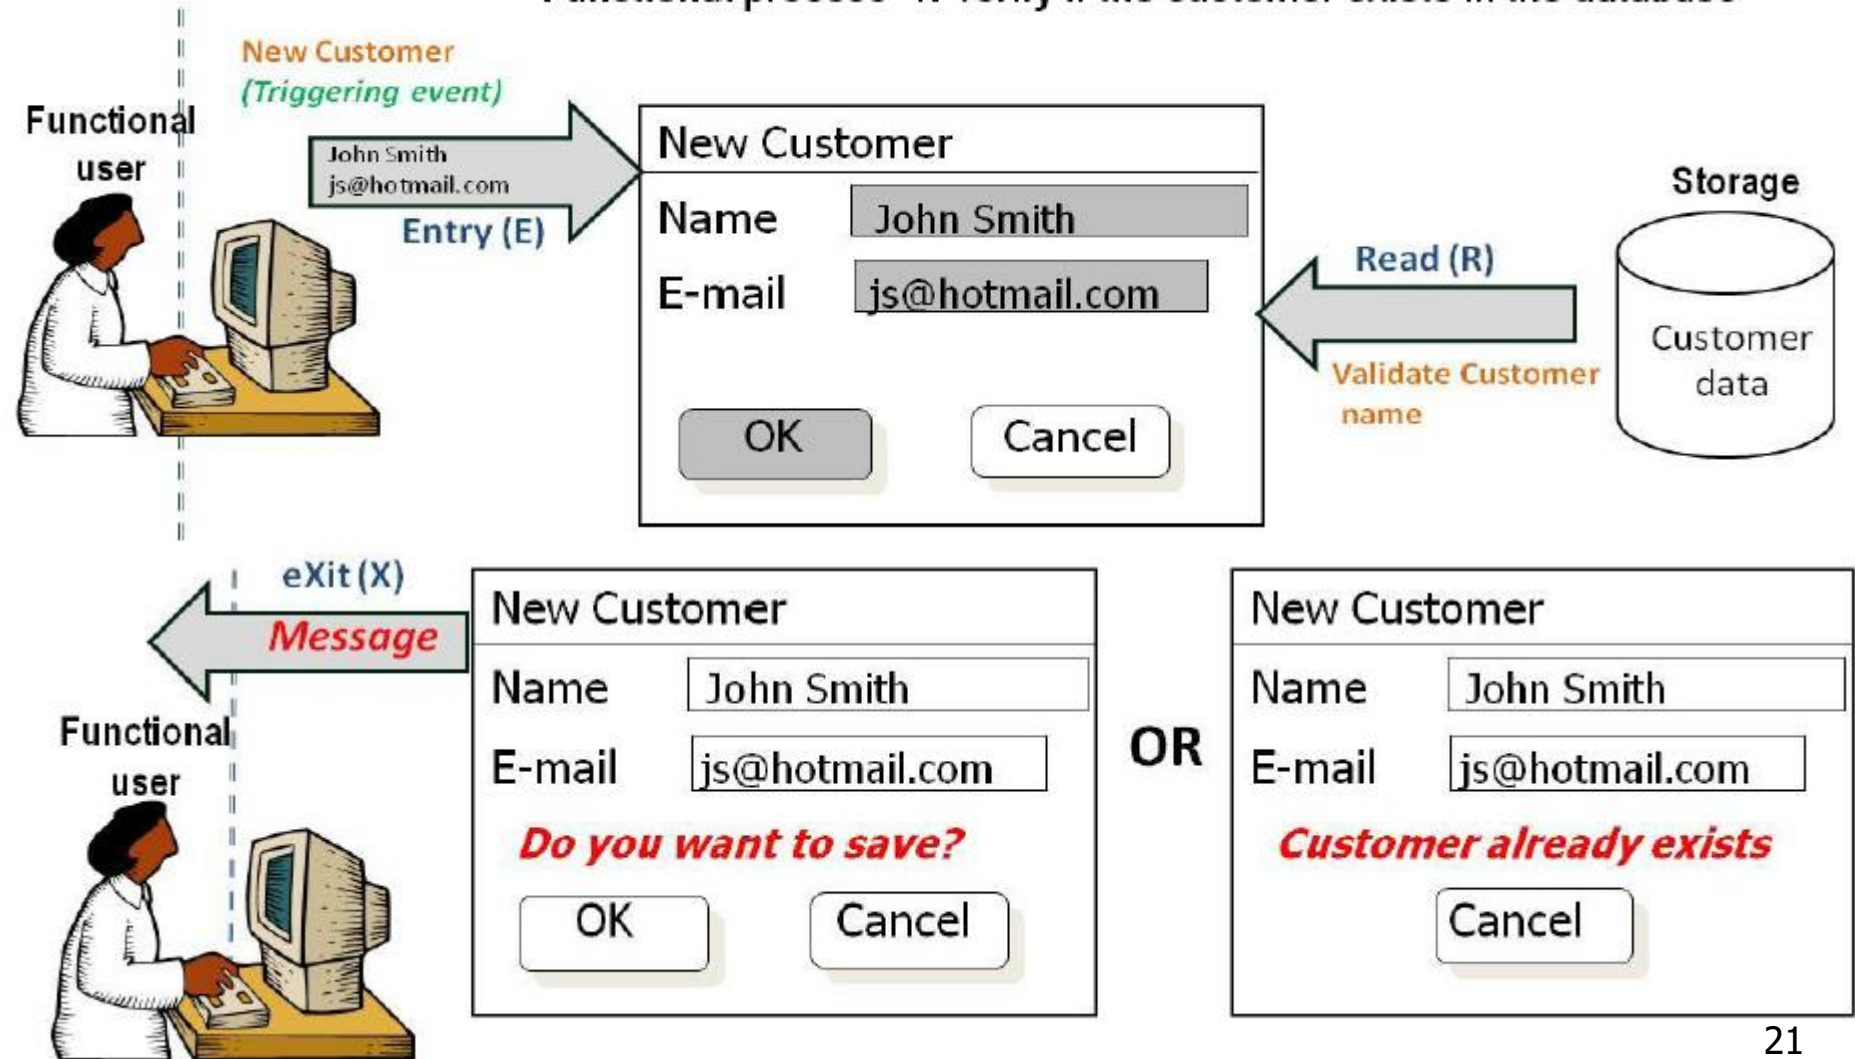 New Customer
(Triggering event)
Functional
user
John Smith
js@hotmail.com
Entry (E)
New Customer
Name John Smith
E-mail js@hotmail.com
OK Cancel
Read (R)
Validate Customer
name
Storage
Customer
data
eXit (X)
Message
Functional
user
New Customer
Name John Smith
E-mail js@hotmail.com
Do you want to save?
OK Cancel
OR
New Customer
Name John Smith
E-mail js@hotmail.com
Customer already exists
Cancel
21